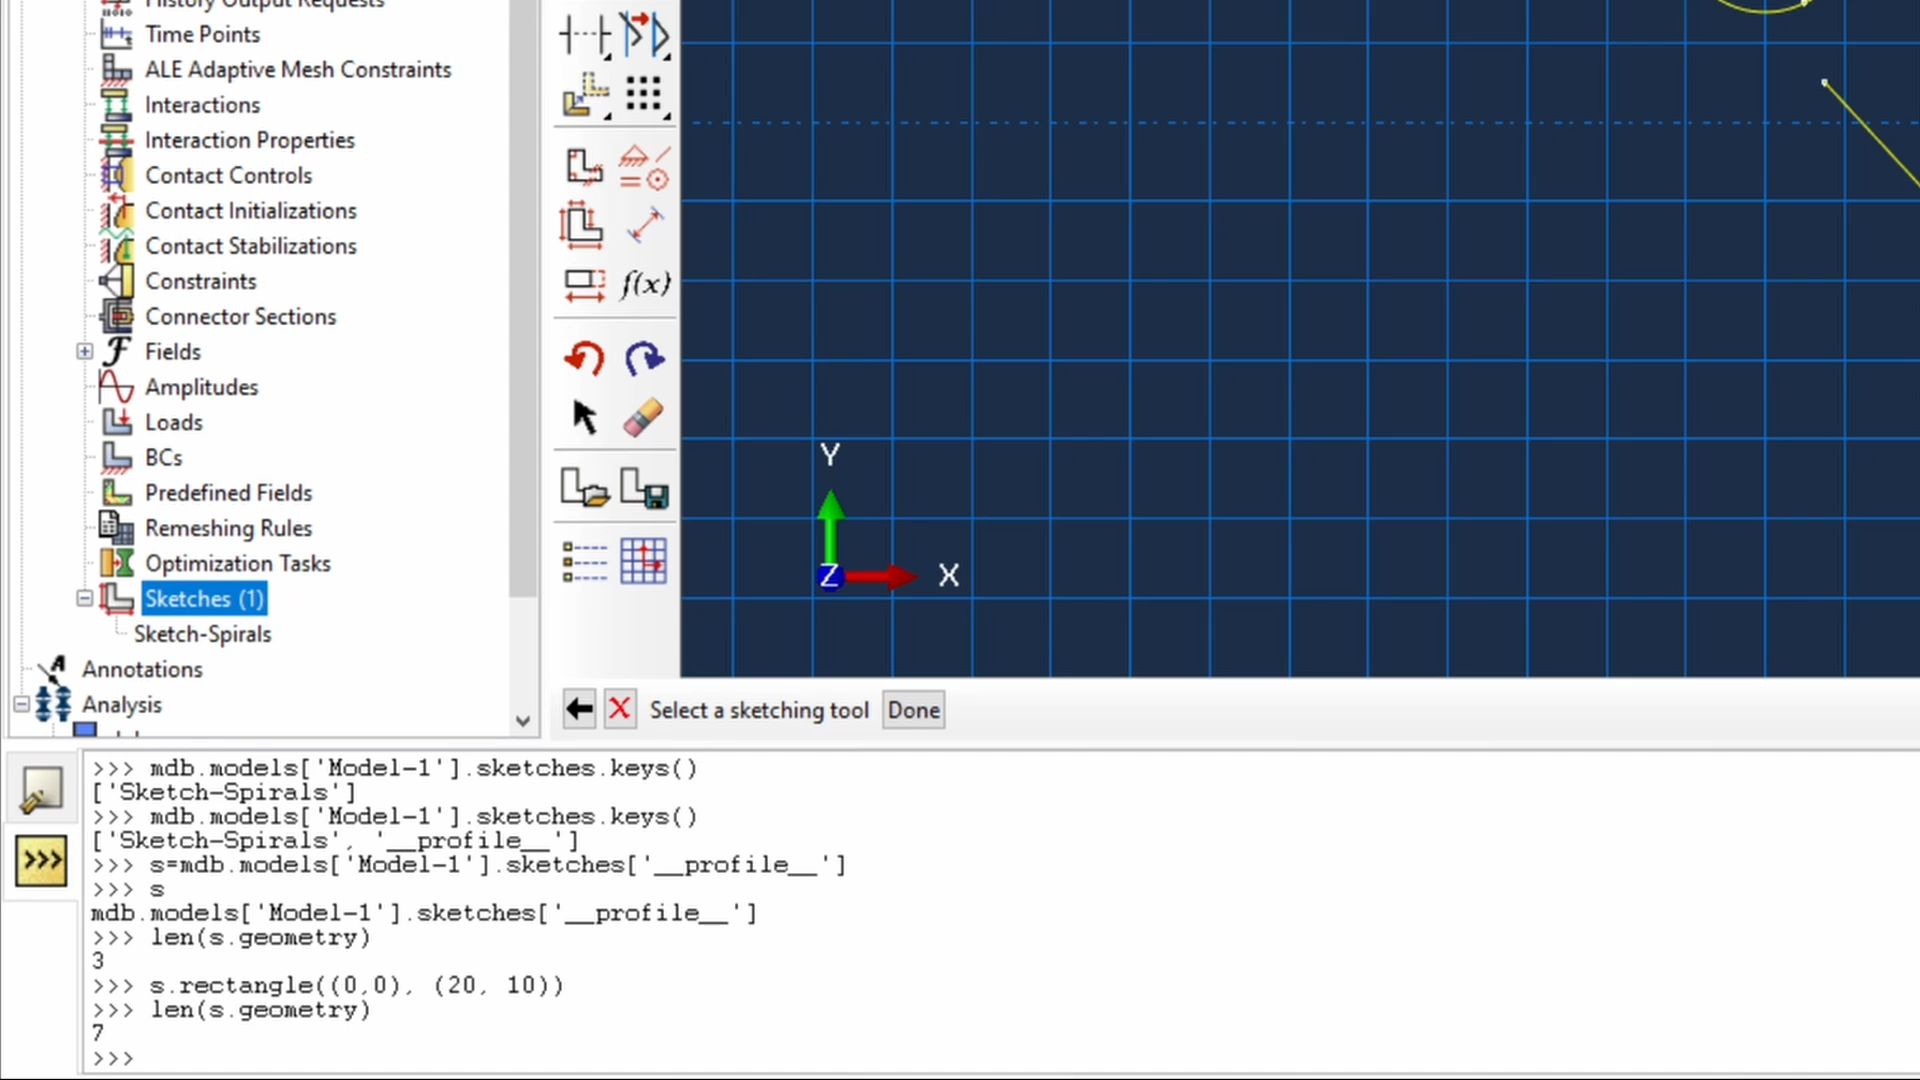 History Output Requests
Time Points
ALE Adaptive Mesh Constraints
Interactions
Interaction Properties
Contact Controls
Contact Initializations
Contact Stabilizations
Constraints
Connector Sections
Fields
Amplitudes
Loads
BCs
Predefined Fields
Remeshing Rules
Optimization Tasks
Sketches (1)
Sketch-Spirals
Annotations
Analysis
f(x)
Y
Z
X
Select a sketching tool Done
>>> mdb.models['Model-1'].sketches.keys()
['Sketch-Spirals']
>>> mdb.models['Model-1'].sketches.keys()
['Sketch-Spirals', '__profile__']
>>> s=mdb.models['Model-1'].sketches['__profile__']
>>> s
mdb.models['Model-1'].sketches['__profile__']
>>> len(s.geometry)
3
>>> s.rectangle((0,0), (20, 10))
>>> len(s.geometry)
7
>>>
>>>